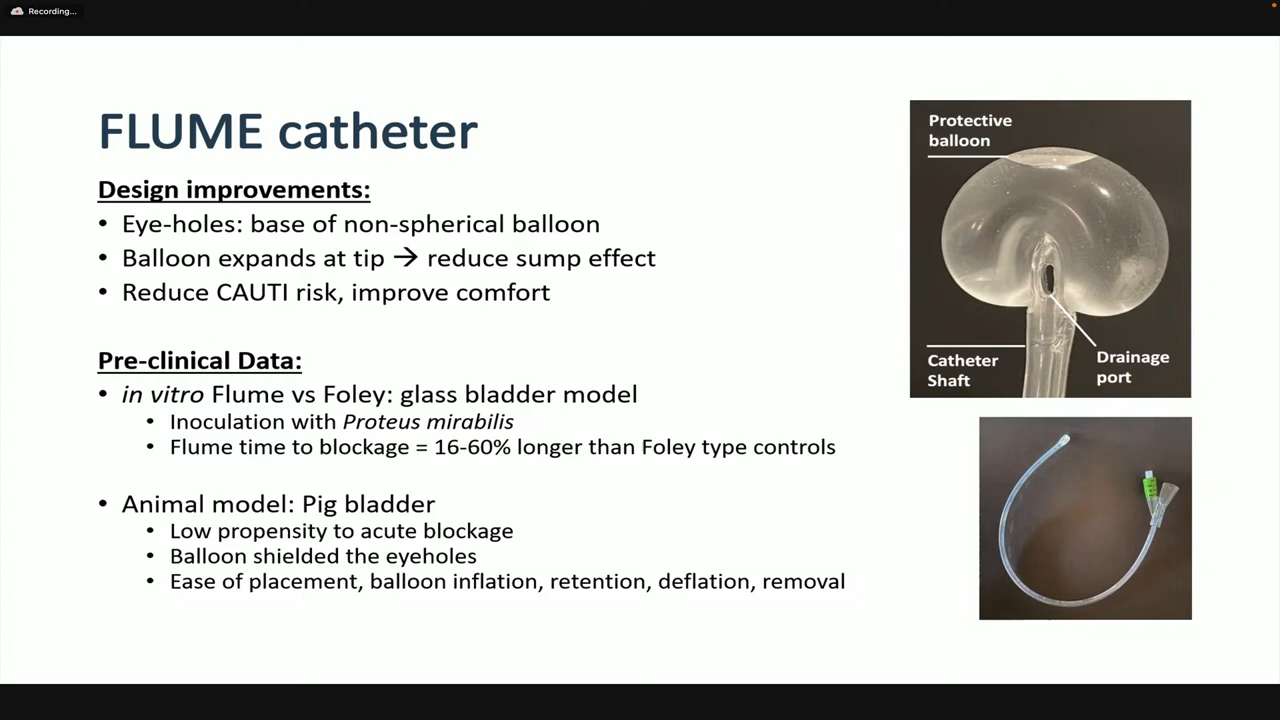 Recording...
FLUME catheter
Design improvements:
• Eye-holes: base of non-spherical balloon
• Balloon expands at tip → reduce sump effect
• Reduce CAUTI risk, improve comfort
Pre-clinical Data:
• in vitro Flume vs Foley: glass bladder model
• Inoculation with Proteus mirabilis
• Flume time to blockage = 16-60% longer than Foley type controls
• Animal model: Pig bladder
• Low propensity to acute blockage
• Balloon shielded the eyeholes
• Ease of placement, balloon inflation, retention, deflation, removal
Protective
balloon
Catheter
Shaft
Drainage
port